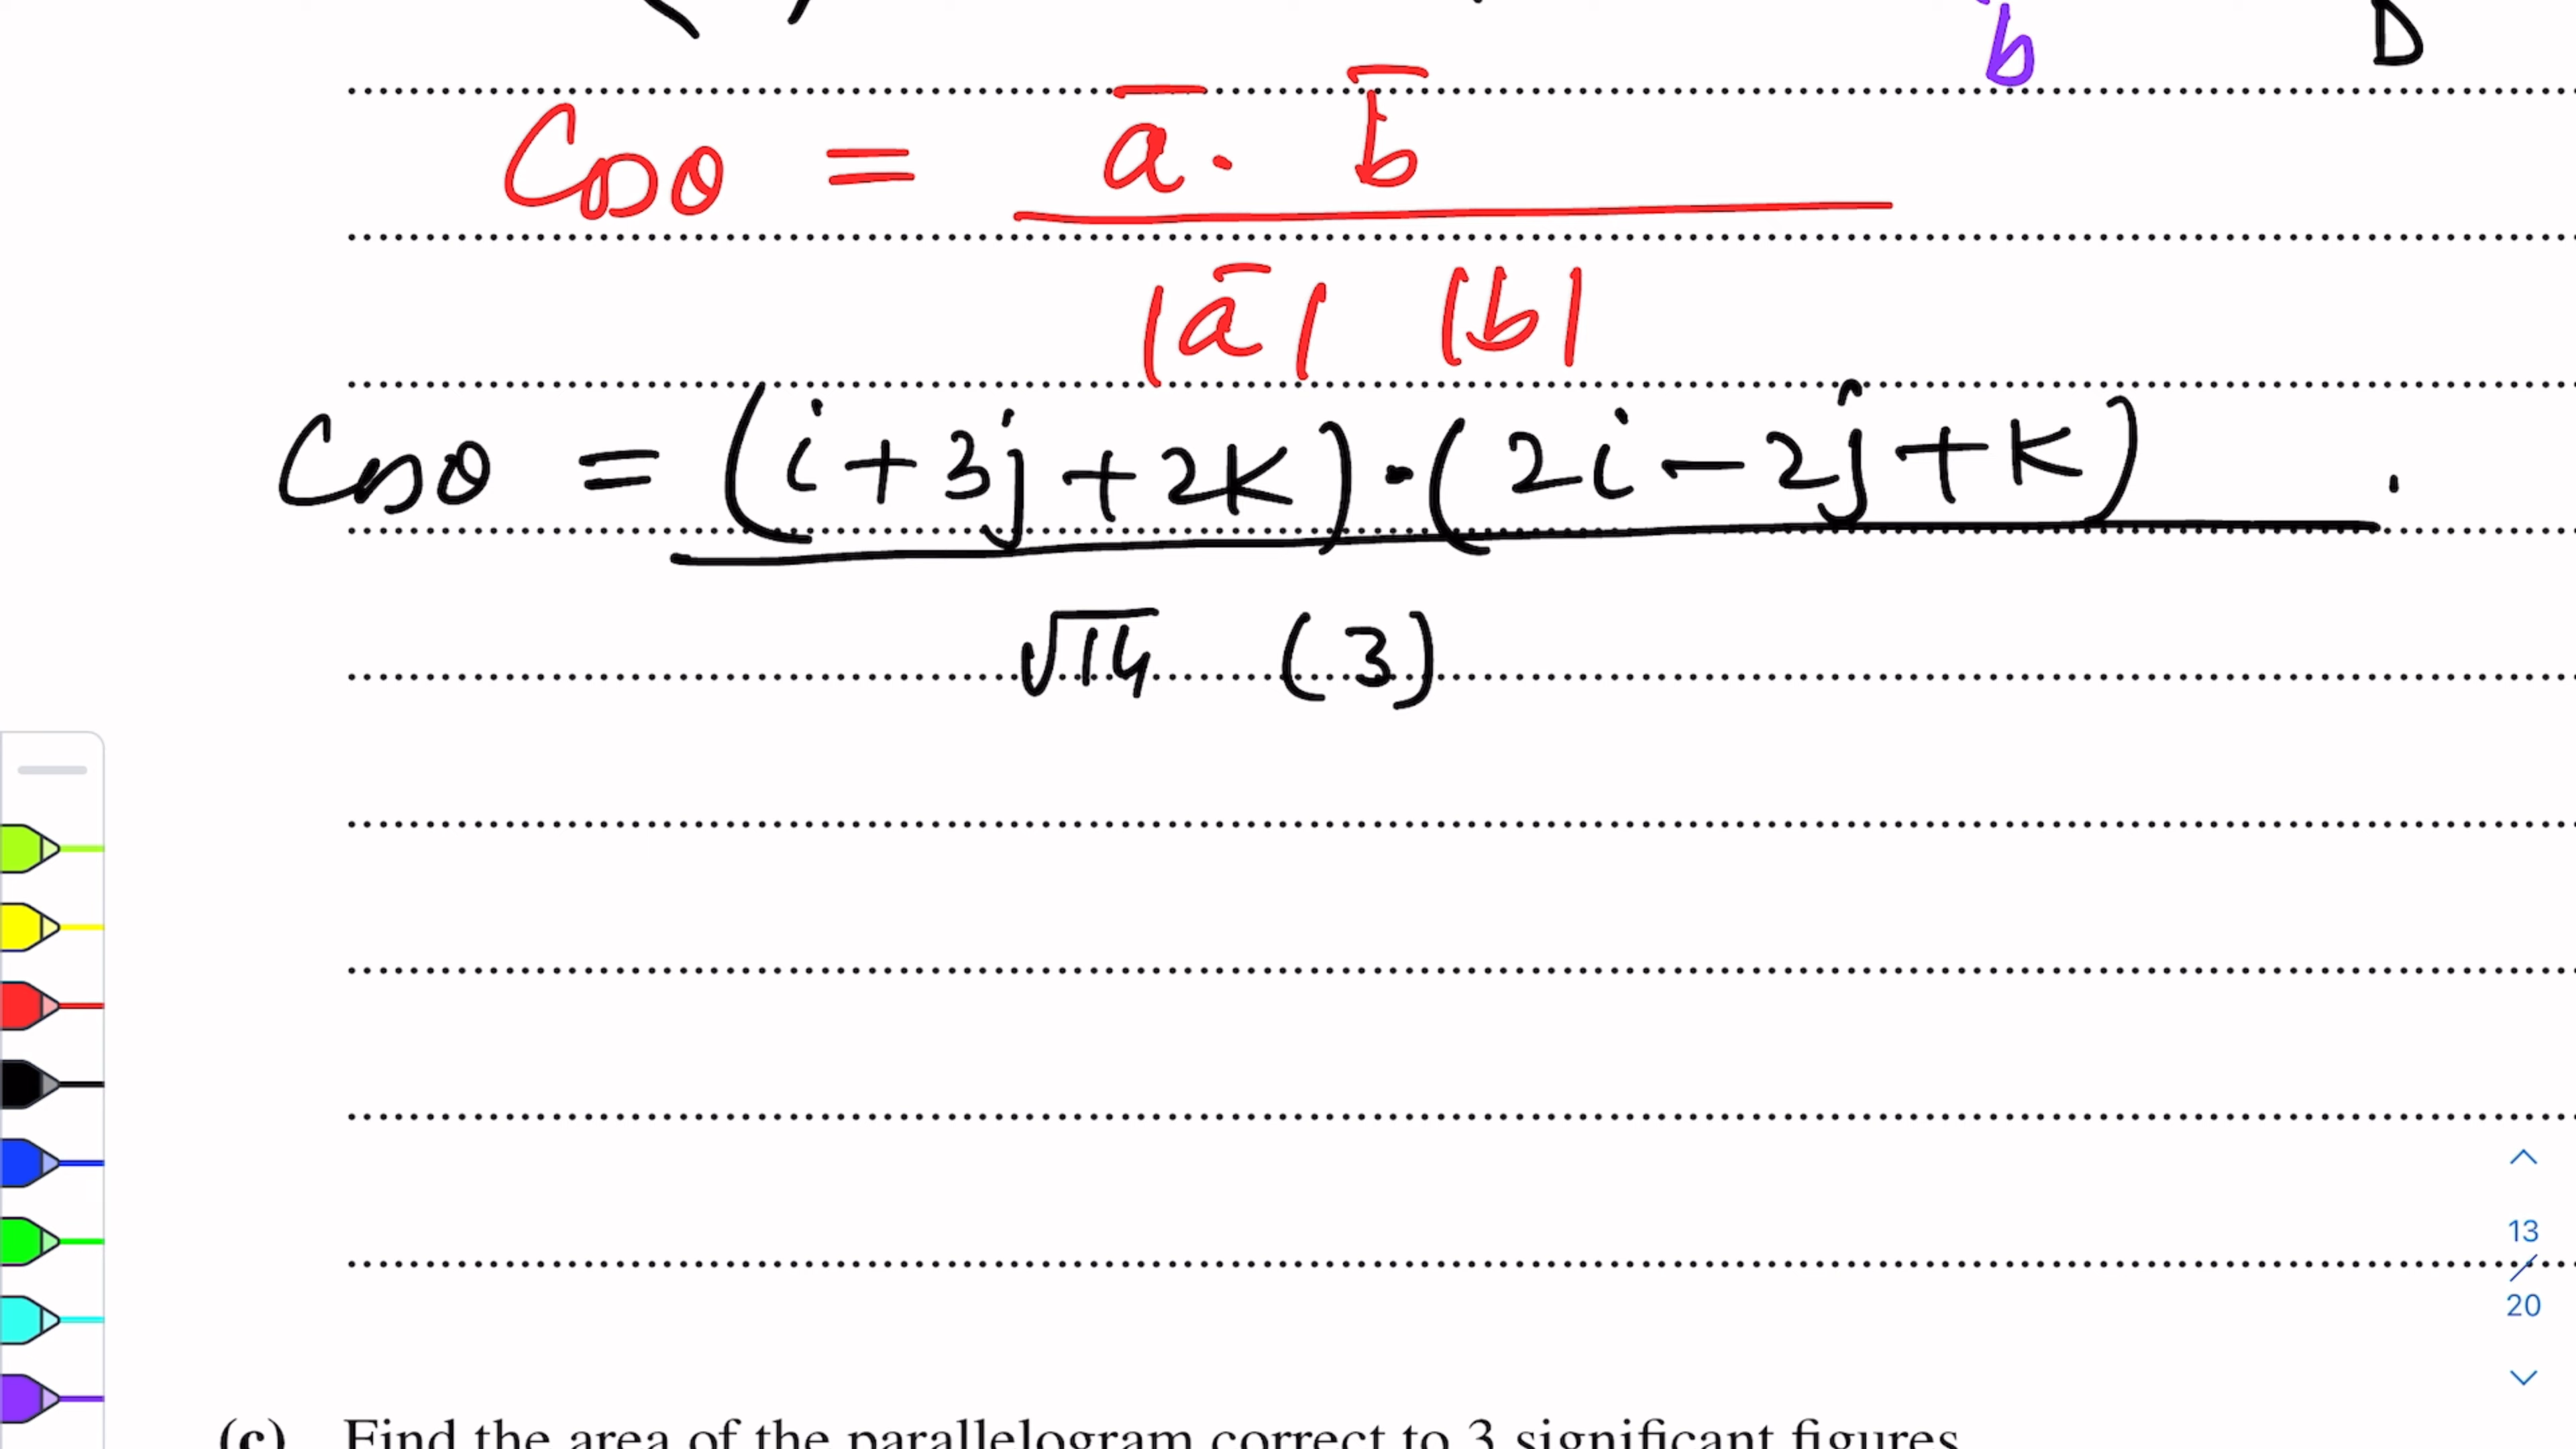 b D
Cosθ = a̅ . b̅
|a̅| |b|
Cosθ = (i + 3j + 2k) · (2i − 2j + k) .
√14 (3)
13
/
20
(c) Find the area of the parallelogram correct to 3 significant figures